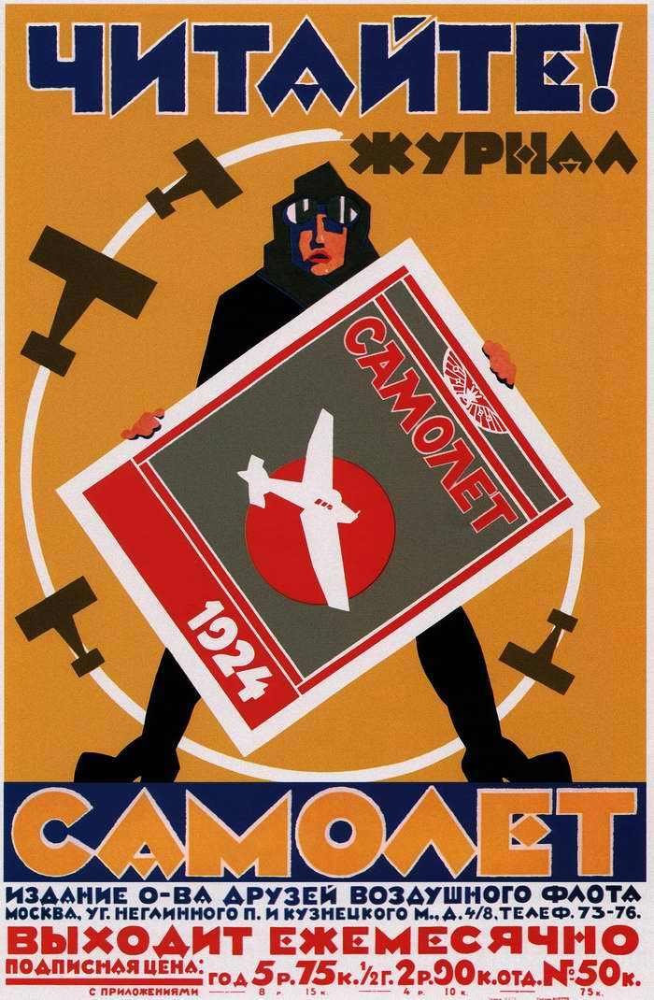 ЧИТАЙТЕ!
ЖУРНАЛ
САМОЛЕТ
1924
САМОЛЕТ
ИЗДАНИЕ О-ВА ДРУЗЕЙ ВОЗДУШНОГО ФЛОТА
МОСКВА, УГ. НЕГЛИННОГО П. И КУЗНЕЦКОГО М., Д. 4/8. ТЕЛЕФ. 73-76.
ВЫХОДИТ ЕЖЕМЕСЯЧНО
ПОДПИСНАЯ ЦЕНА: ГОД 5 Р. 75 К. ½ Г. 2 Р. 90 К. ОТД. № 50 К.
С ПРИЛОЖЕНИЯМИ — 8 Р. 15 К. — 4 Р. 10 К. — 75 К.